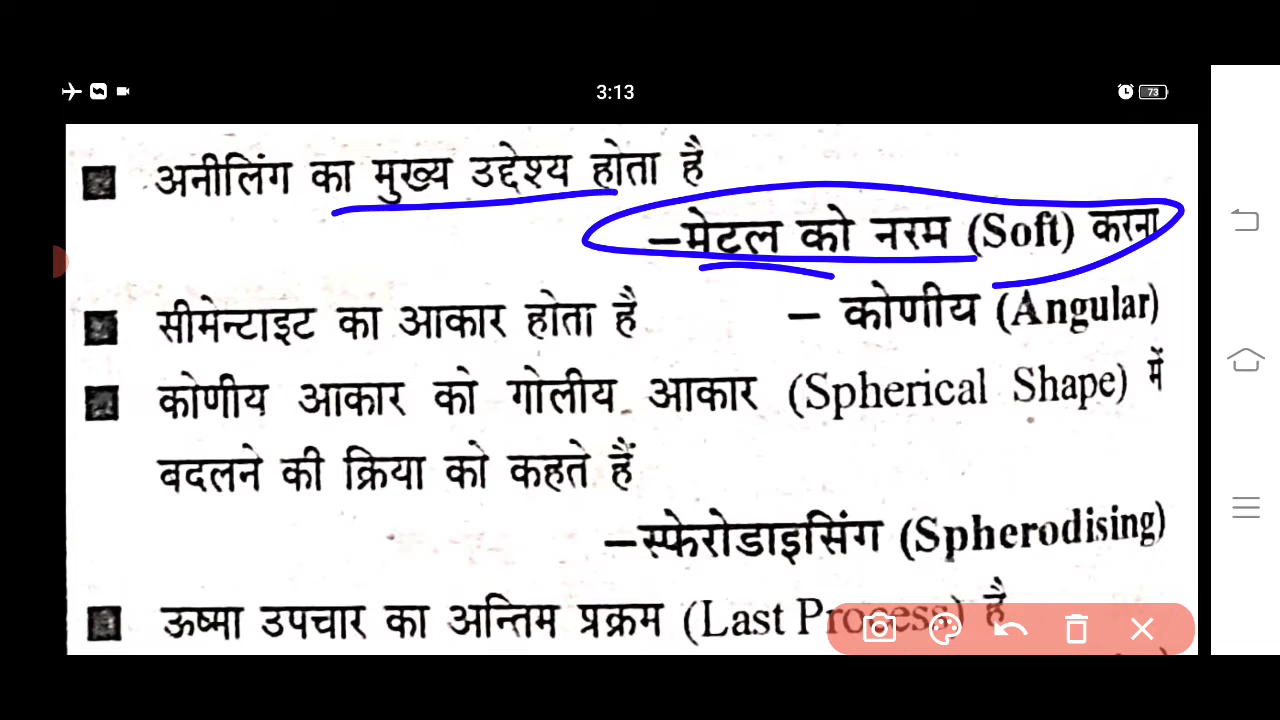 3:13
73
अनीलिंग का मुख्य उद्देश्य होता है
–मेटल को नरम (Soft) करना
सीमेन्टाइट का आकार होता है – कोणीय (Angular)
कोणीय आकार को गोलीय आकार (Spherical Shape) में
बदलने की क्रिया को कहते हैं
–स्फेरोडाइसिंग (Spherodising)
ऊष्मा उपचार का अन्तिम प्रक्रम (Last Process) है